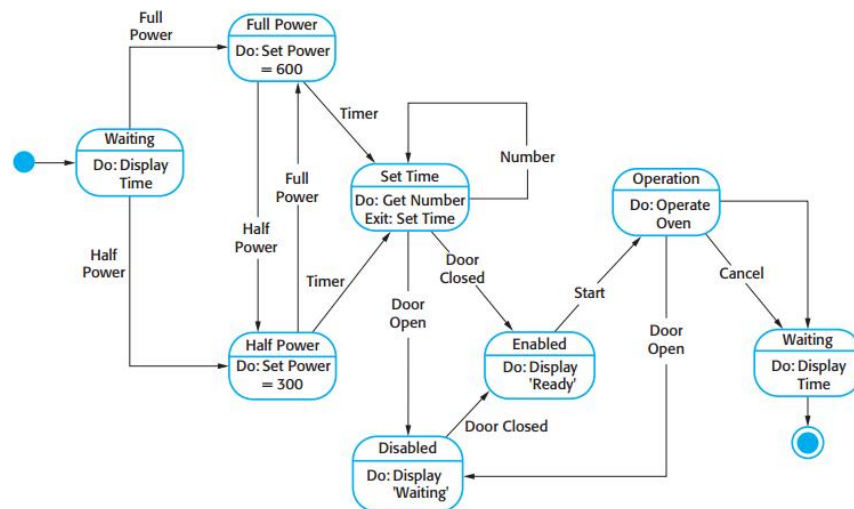 Full
Power
Full Power
Do: Set Power
= 600
Timer
Waiting
Do: Display
Time
Full
Power
Half
Power
Half
Power
Timer
Number
Set Time
Do: Get Number
Exit: Set Time
Operation
Do: Operate
Oven
Door
Closed
Door
Open
Start
Cancel
Door
Open
Half Power
Do: Set Power
= 300
Enabled
Do: Display
'Ready'
Waiting
Do: Display
Time
Door Closed
Disabled
Do: Display
'Waiting'